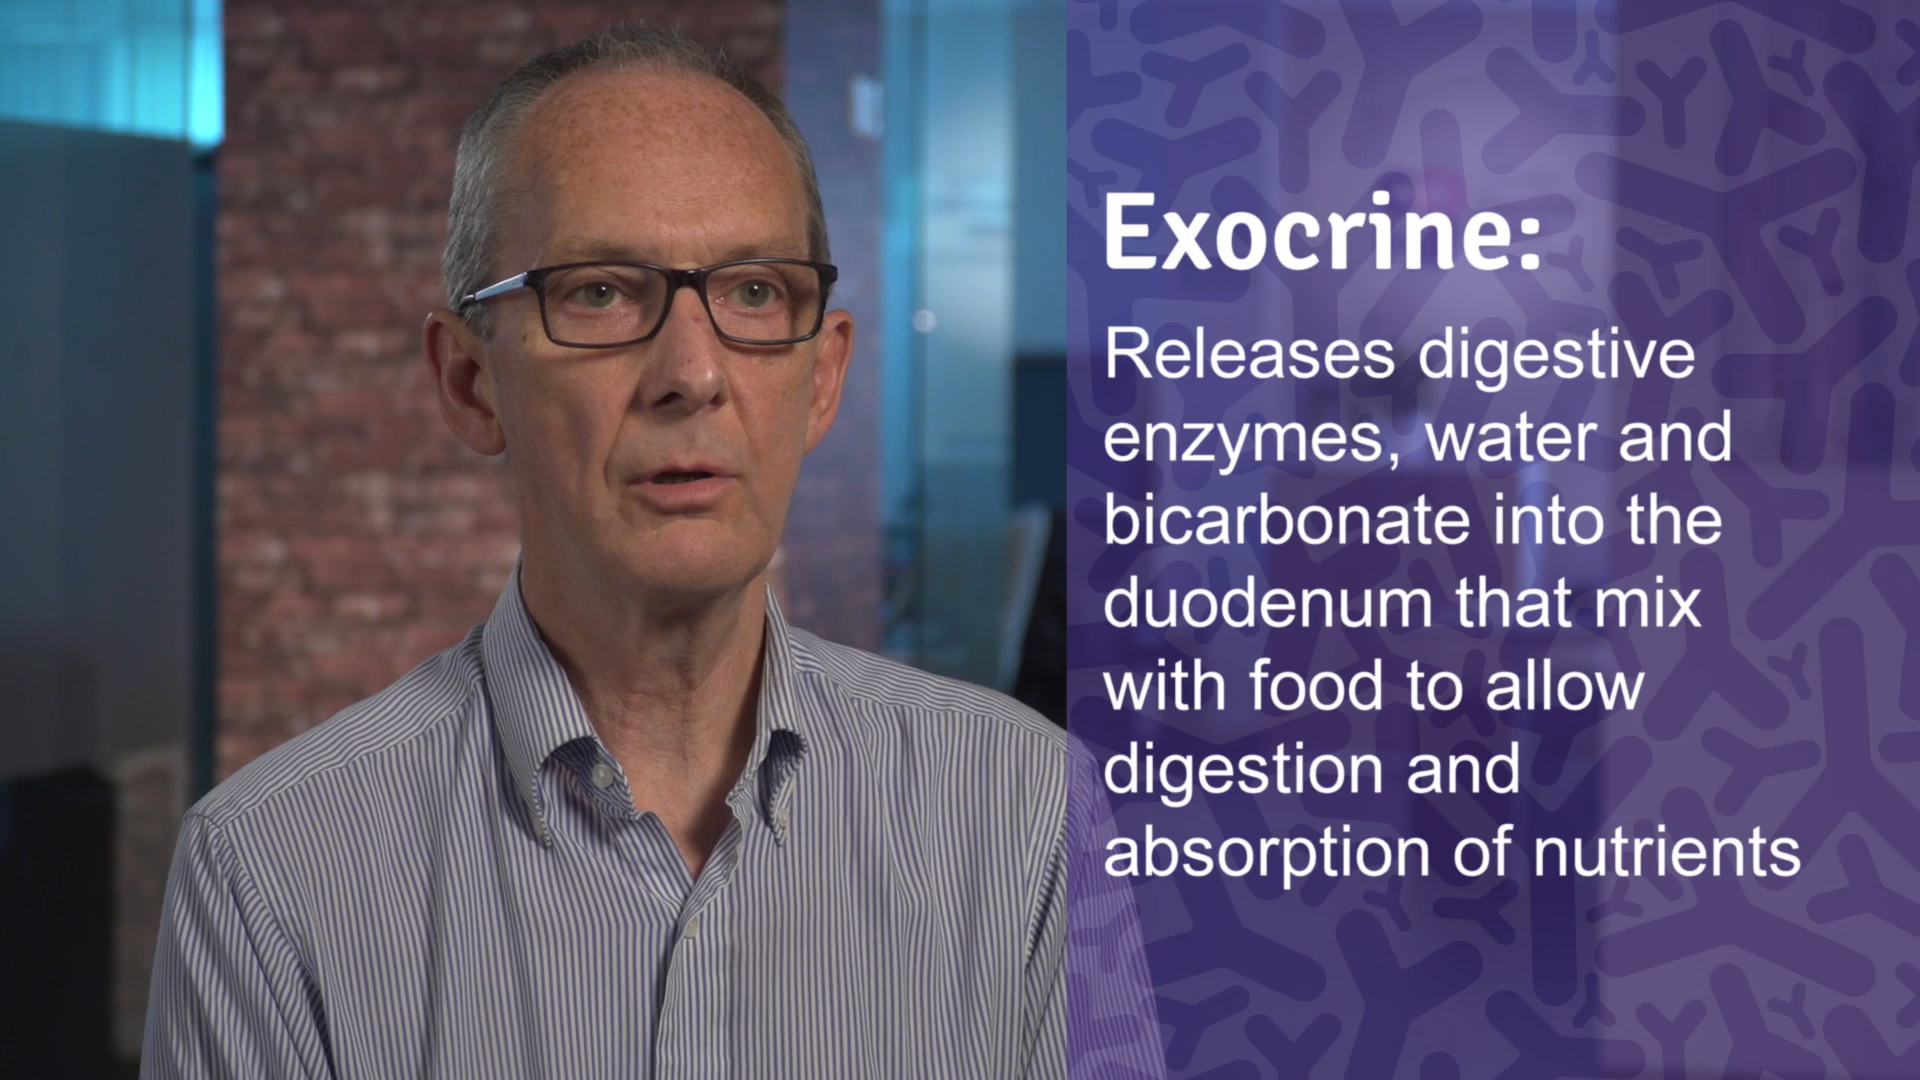 Exocrine:
Releases digestive
enzymes, water and
bicarbonate into the
duodenum that mix
with food to allow
digestion and
absorption of nutrients